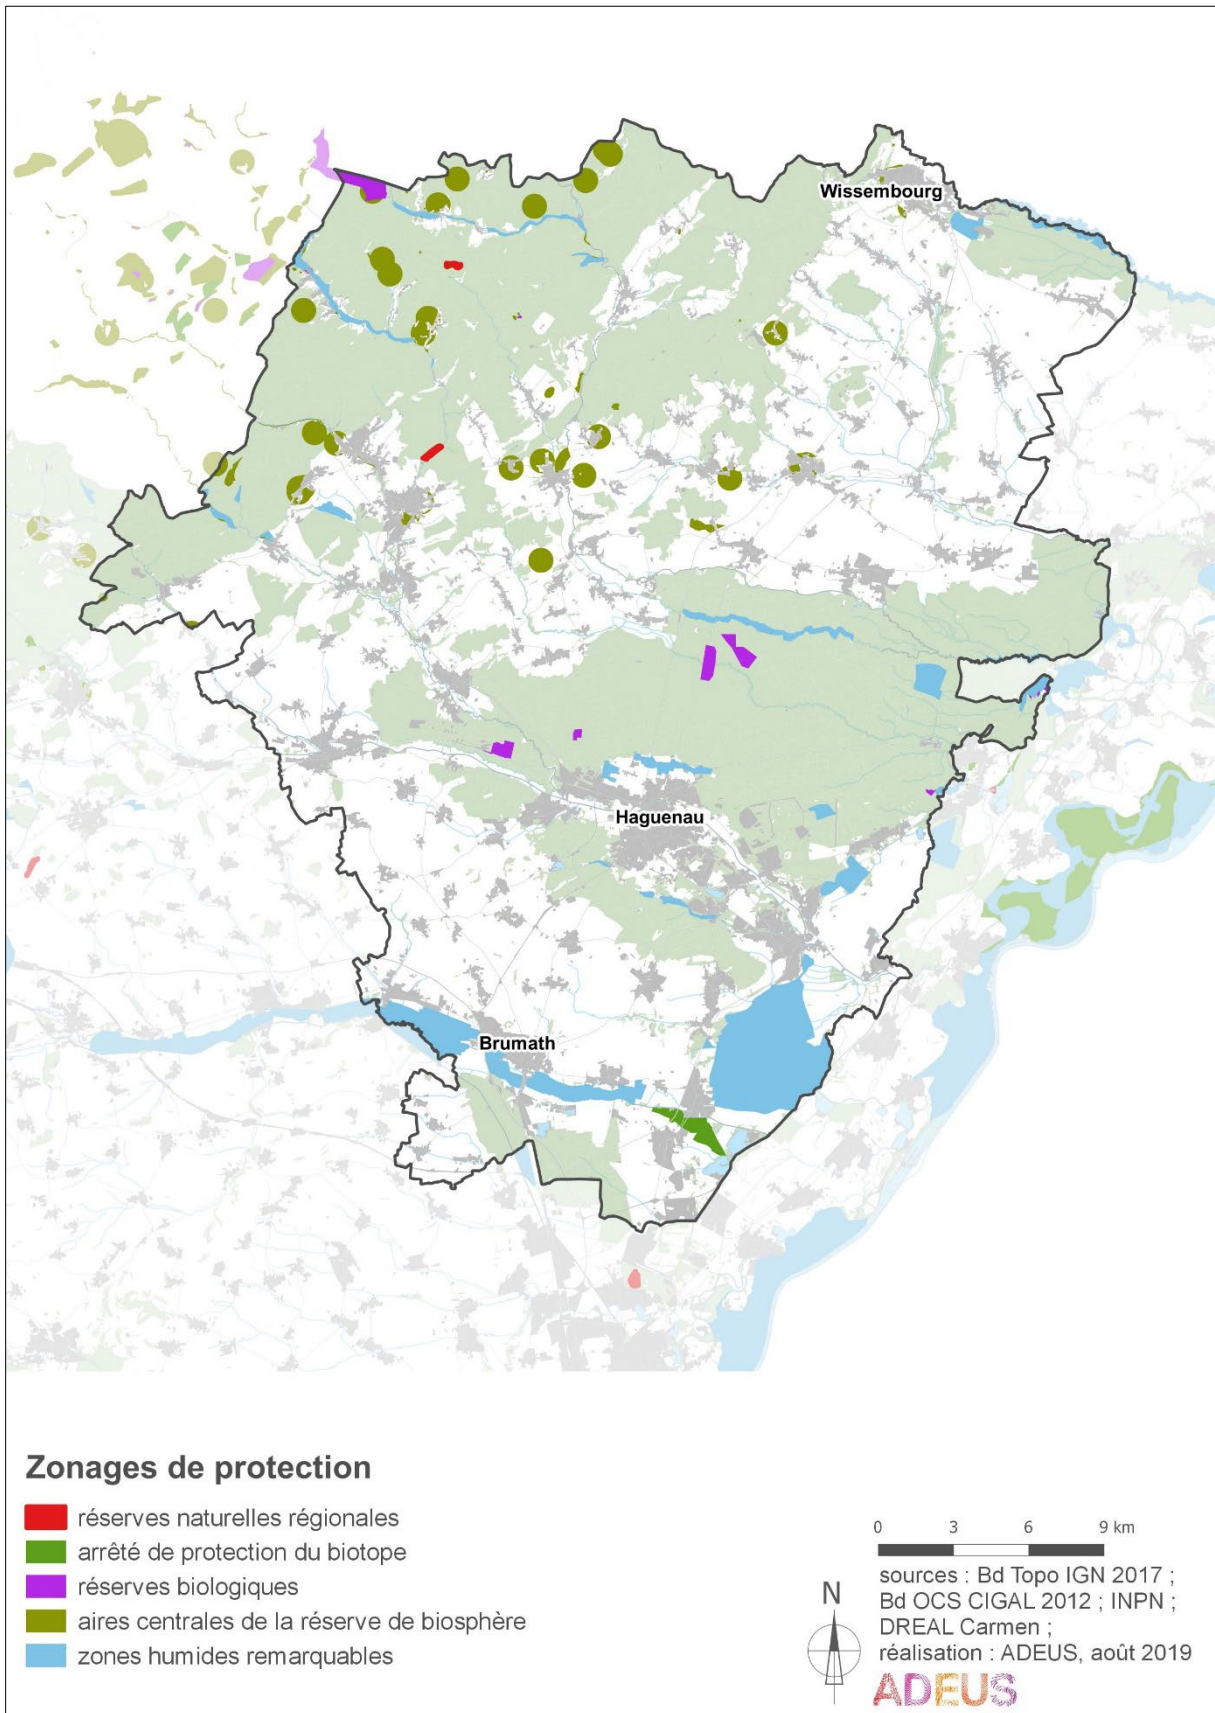 Wissembourg
Haguenau
Brumath
Zonages de protection
réserves naturelles régionales
arrêté de protection du biotope
réserves biologiques
aires centrales de la réserve de biosphère
zones humides remarquables
0 3 6 9 km
N
sources : Bd Topo IGN 2017 ;
Bd OCS CIGAL 2012 ; INPN ;
DREAL Carmen ;
réalisation : ADEUS, août 2019
ADEUS